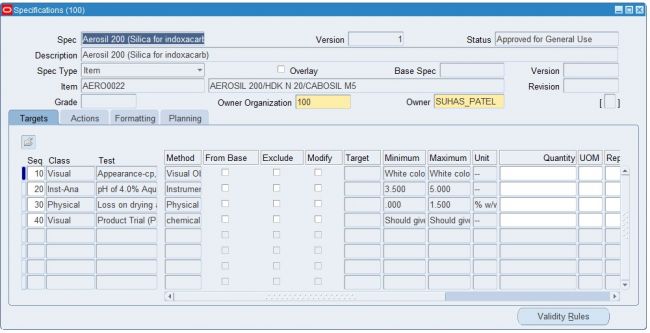 Specifications (100)
Spec Aerosil 200 (Silica for indoxacarb Version 1 Status Approved for General Use
Description Aerosil 200 (Silica for indoxacarb)
Spec Type Item Overlay Base Spec Version
Item AERO0022 AEROSIL 200/HDK N 20/CABOSIL M5 Revision
Grade Owner Organization 100 Owner SUHAS_PATEL [ ]
Targets Actions Formatting Planning
Seq Class Test Method From Base Exclude Modify Target Minimum Maximum Unit Quantity UOM Rep
10 Visual Appearance-cp, Visual Ol White colo White colo --
20 Inst-Ana pH of 4.0% Aqu Instrumer 3.500 5.000 --
30 Physical Loss on drying Physical .000 1.500 % w/v
40 Visual Product Trial (P chemical Should give Should give --
Validity Rules